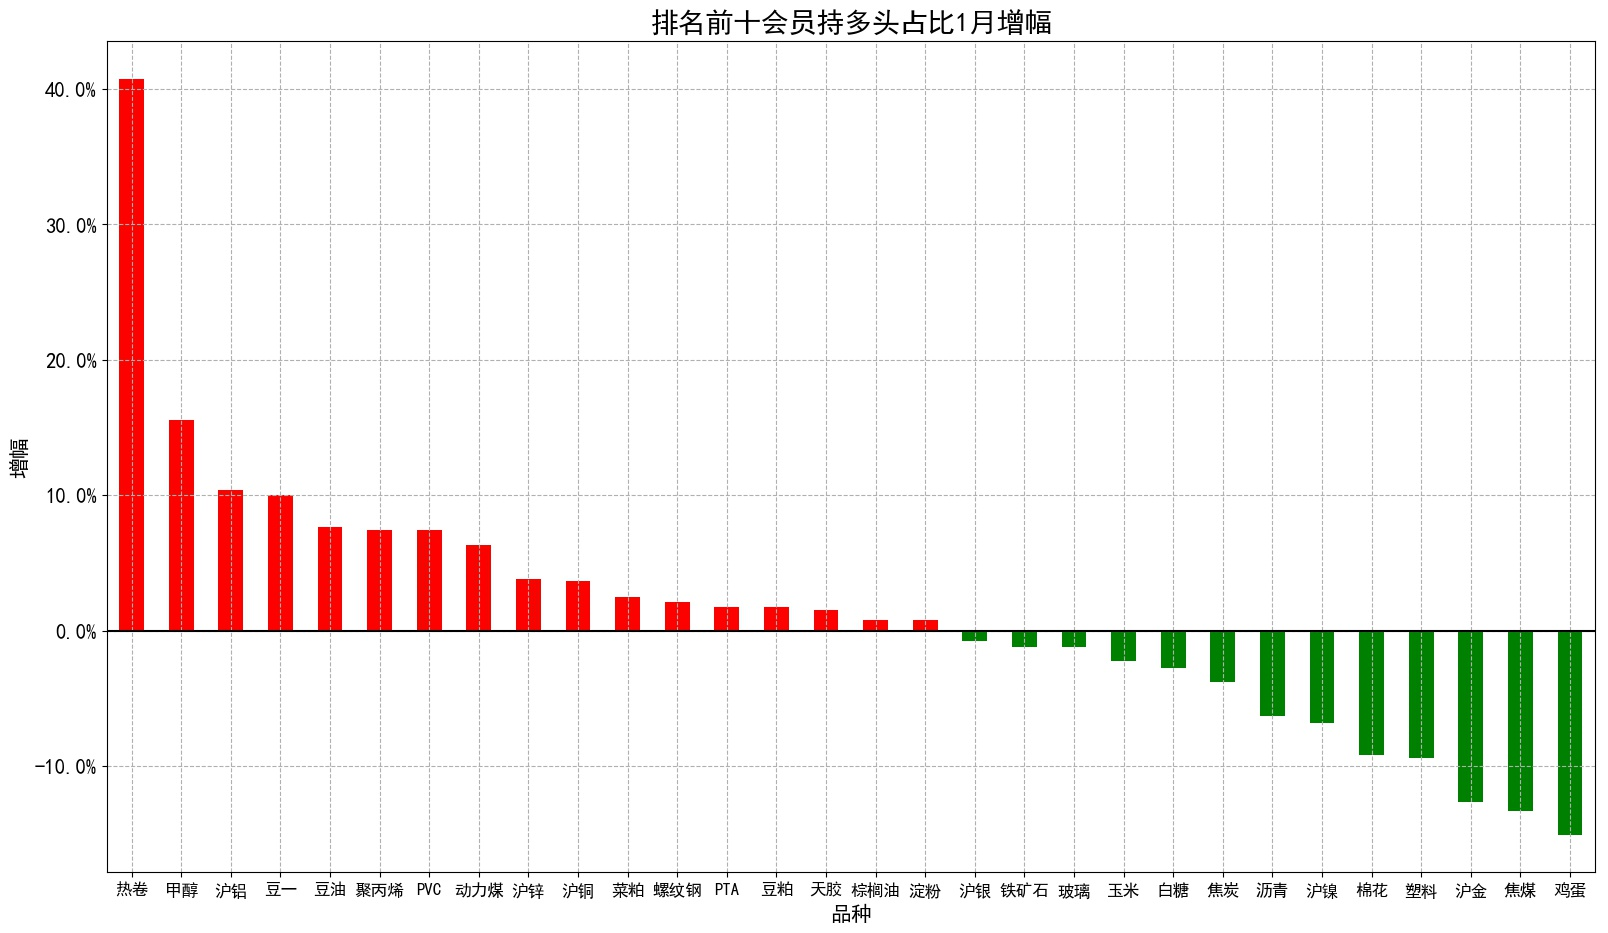 排名前十会员持多头占比1月增幅
40.0%
30.0%
20.0%
10.0%
0.0%
-10.0%
增幅
热卷 甲醇 沪铝 豆一 豆油 聚丙烯 PVC 动力煤 沪锌 沪铜 菜粕 螺纹钢 PTA 豆粕 天胶 棕榈油 淀粉 沪银 铁矿石 玻璃 玉米 白糖 焦炭 沥青 沪镍 棉花 塑料 沪金 焦煤 鸡蛋
品种